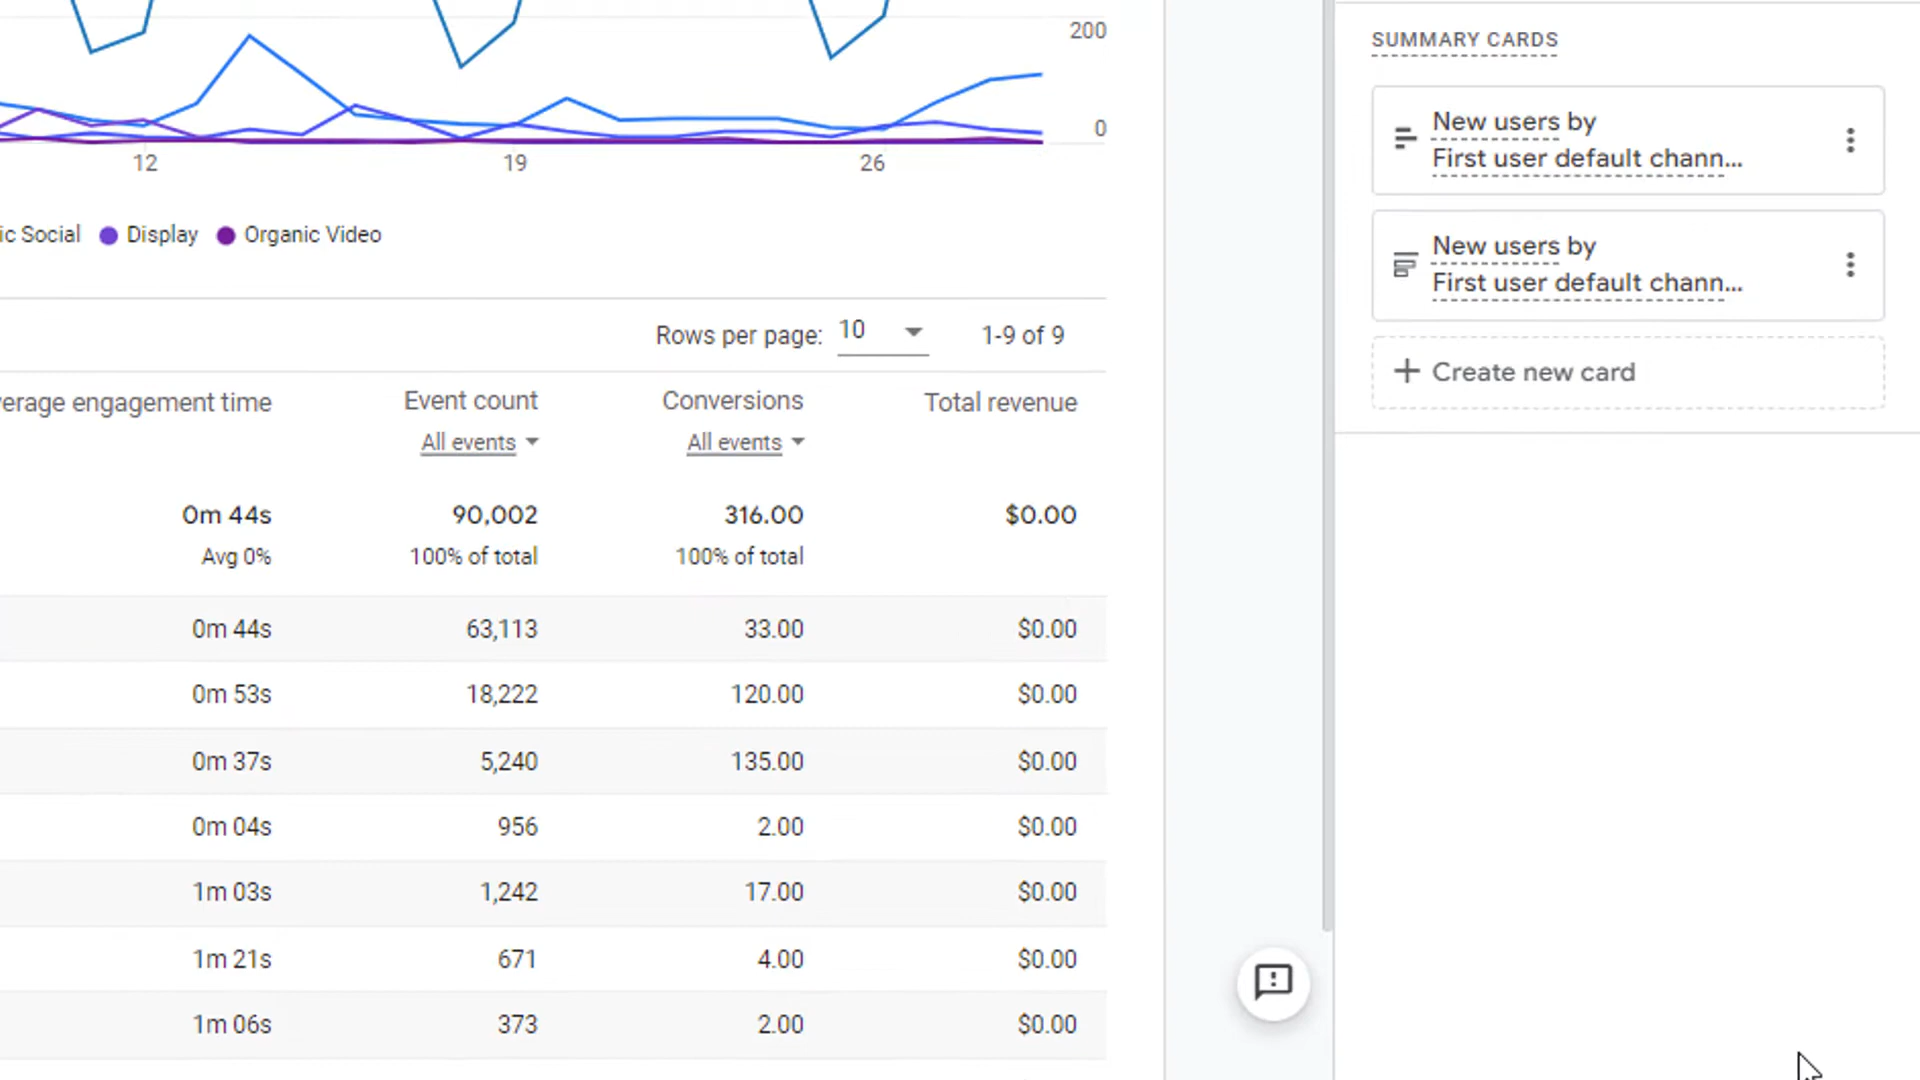 200
0
12 19 26
ic Social Display Organic Video
Rows per page: 10 1-9 of 9
verage engagement time Event count Conversions Total revenue
All events All events
0m 44s 90,002 316.00 $0.00
Avg 0% 100% of total 100% of total
0m 44s 63,113 33.00 $0.00
0m 53s 18,222 120.00 $0.00
0m 37s 5,240 135.00 $0.00
0m 04s 956 2.00 $0.00
1m 03s 1,242 17.00 $0.00
1m 21s 671 4.00 $0.00
1m 06s 373 2.00 $0.00
SUMMARY CARDS
New users by
First user default chann...
New users by
First user default chann...
+ Create new card